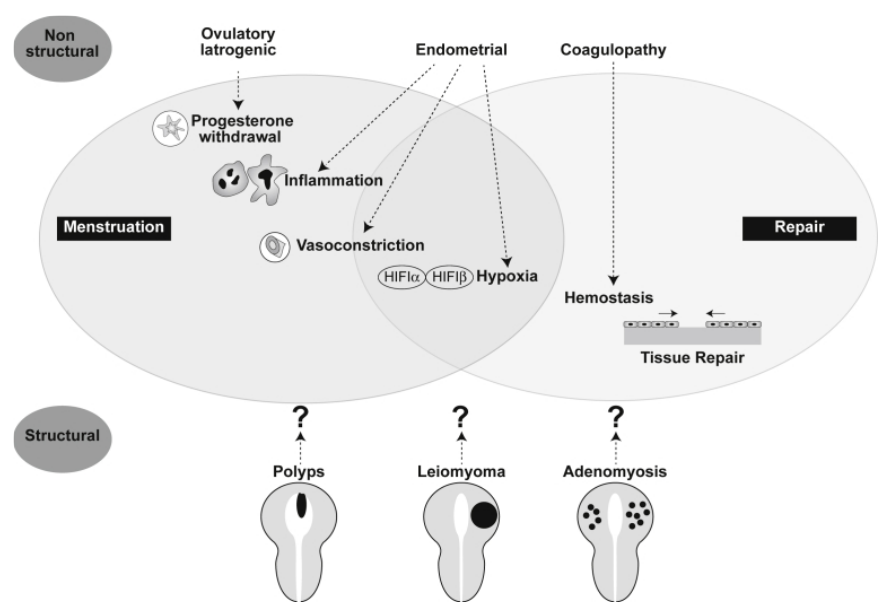 Non
structural
Ovulatory
Iatrogenic
Endometrial
Coagulopathy
Progesterone
withdrawal
Inflammation
Menstruation
Repair
Vasoconstriction
HIFIα HIFIβ Hypoxia
Hemostasis
Tissue Repair
Structural
? ? ?
Polyps
Leiomyoma
Adenomyosis